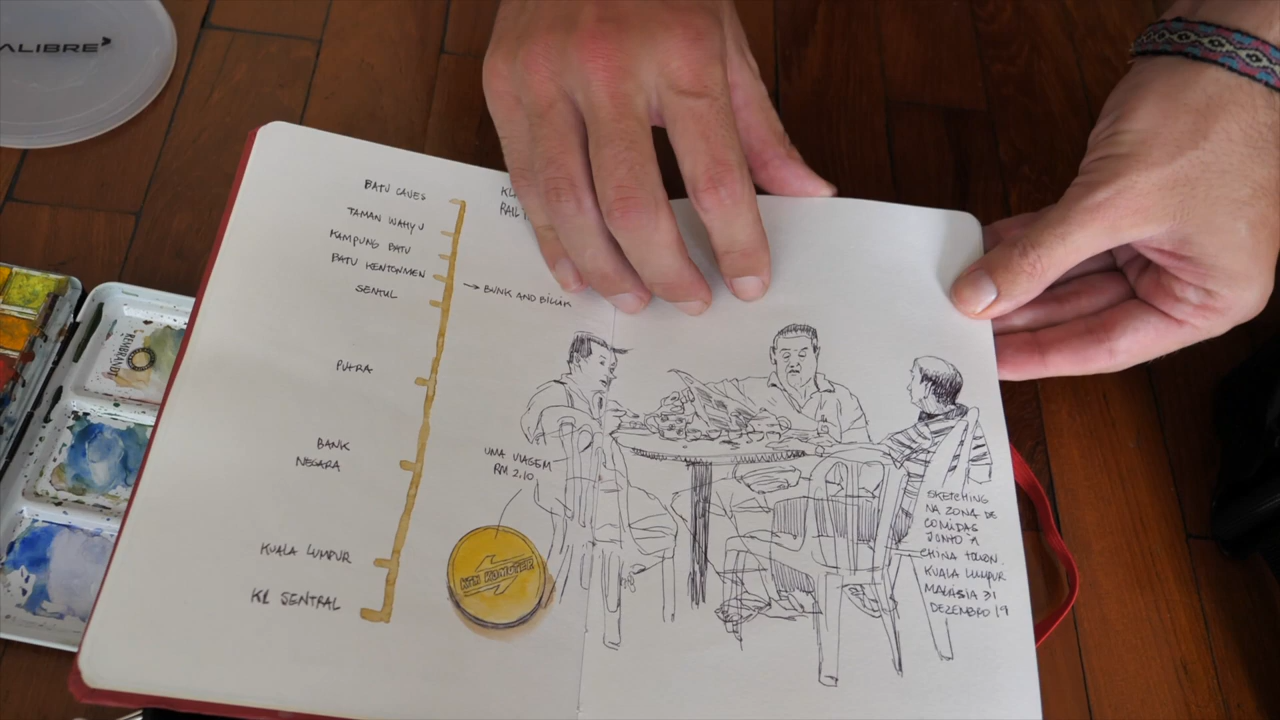 ALIBRE
REMBRANDT
BATU CAVES
TAMAN WAHYU
KAMPUNG BATU
BATU KENTONMEN
SENTUL
PUTRA
BANK
NEGARA
KUALA LUMPUR
KL SENTRAL
→ BUNK AND BILIK
UMA VIAGEM
RM 2,10
KTM KOMUTER
SKETCHING
NA ZONA DE
COMIDAS
JUNTO A
CHINA TOWN.
KUALA LUMPUR
MALASIA 31
DEZEMBRO 19